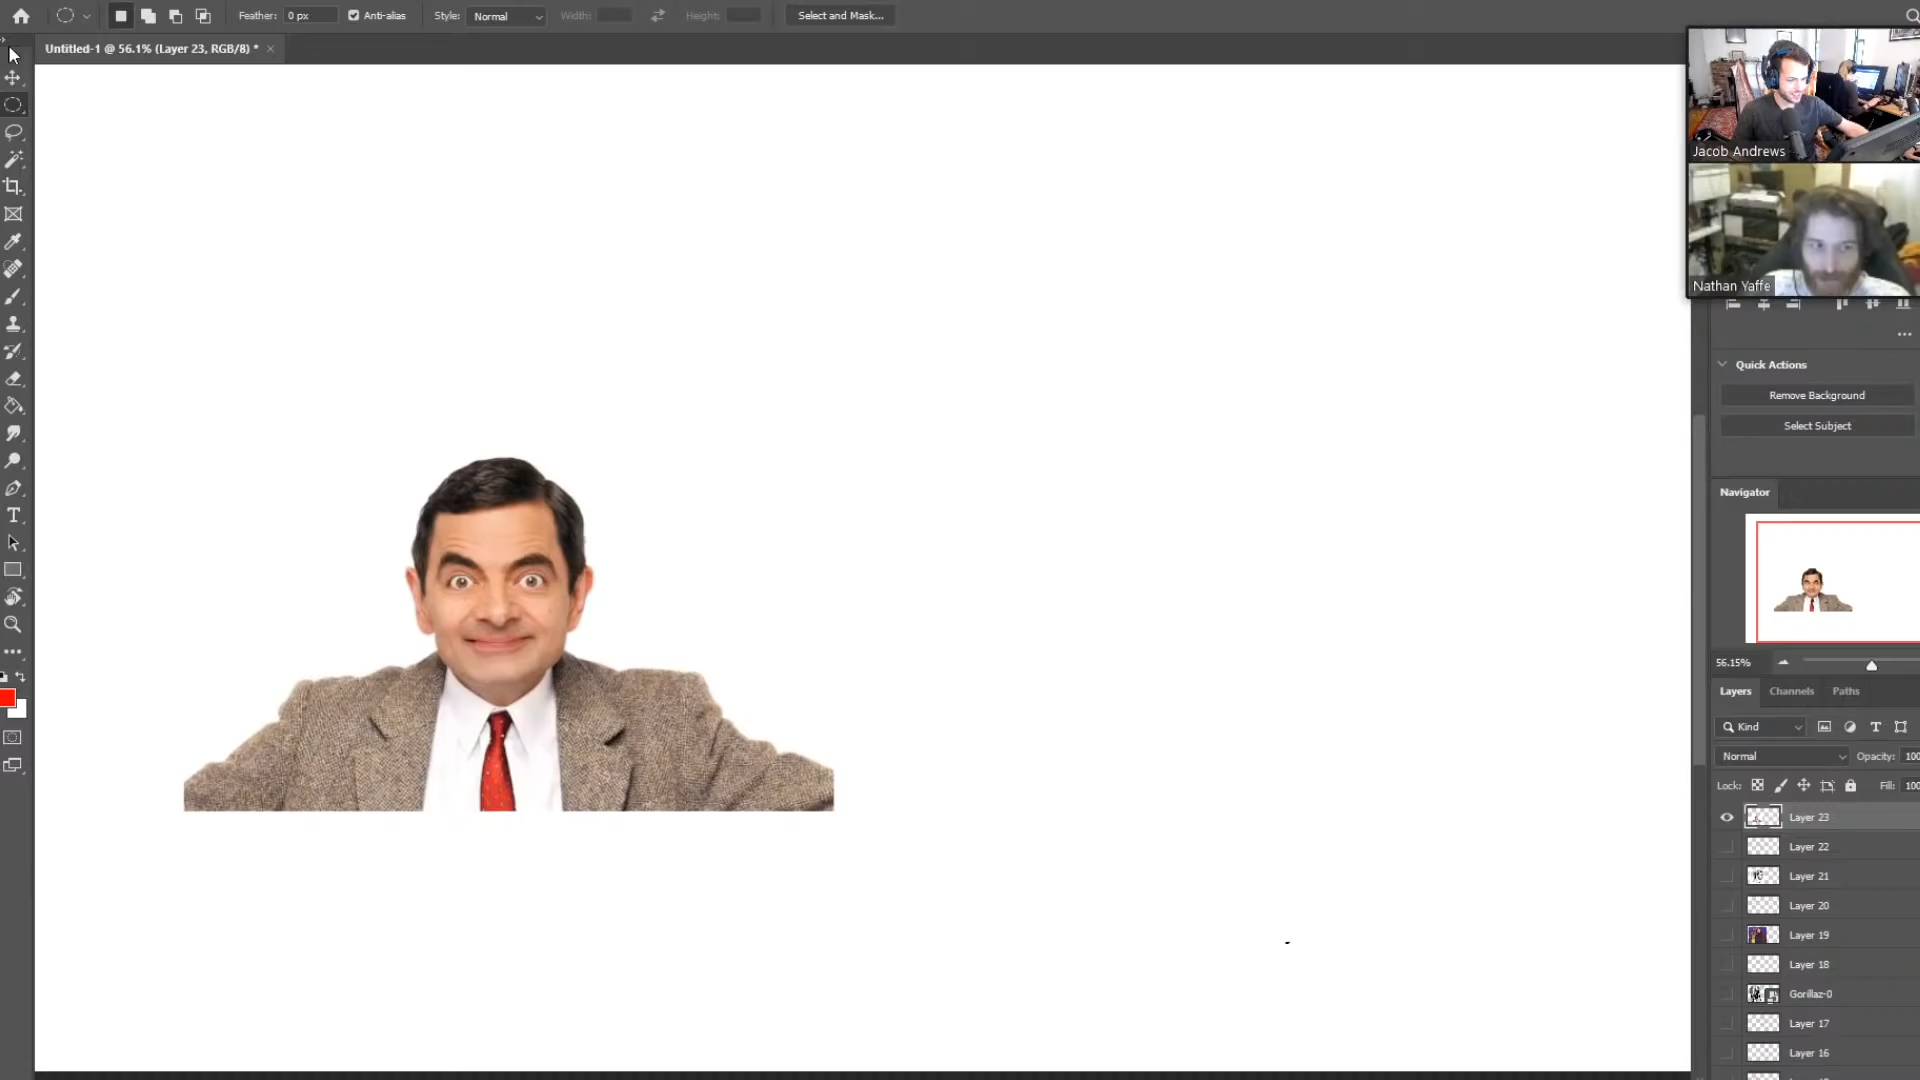 Feather: 0 px Anti-alias Style: Normal Width: Height: Select and Mask...
Untitled-1 @ 56.1% (Layer 23, RGB/8) * ×
Jacob Andrews
Nathan Yaffe
Quick Actions
Remove Background
Select Subject
Navigator
56.15%
Layers Channels Paths
Kind
Normal Opacity: 100
Lock: Fill: 100
Layer 23
Layer 22
Layer 21
Layer 20
Layer 19
Layer 18
Gorillaz-0
Layer 17
Layer 16